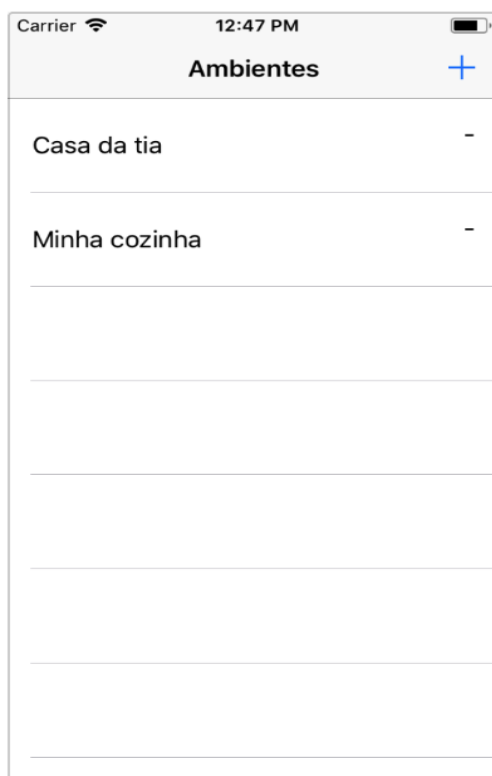 Carrier 12:47 PM
Ambientes +
Casa da tia -
Minha cozinha -